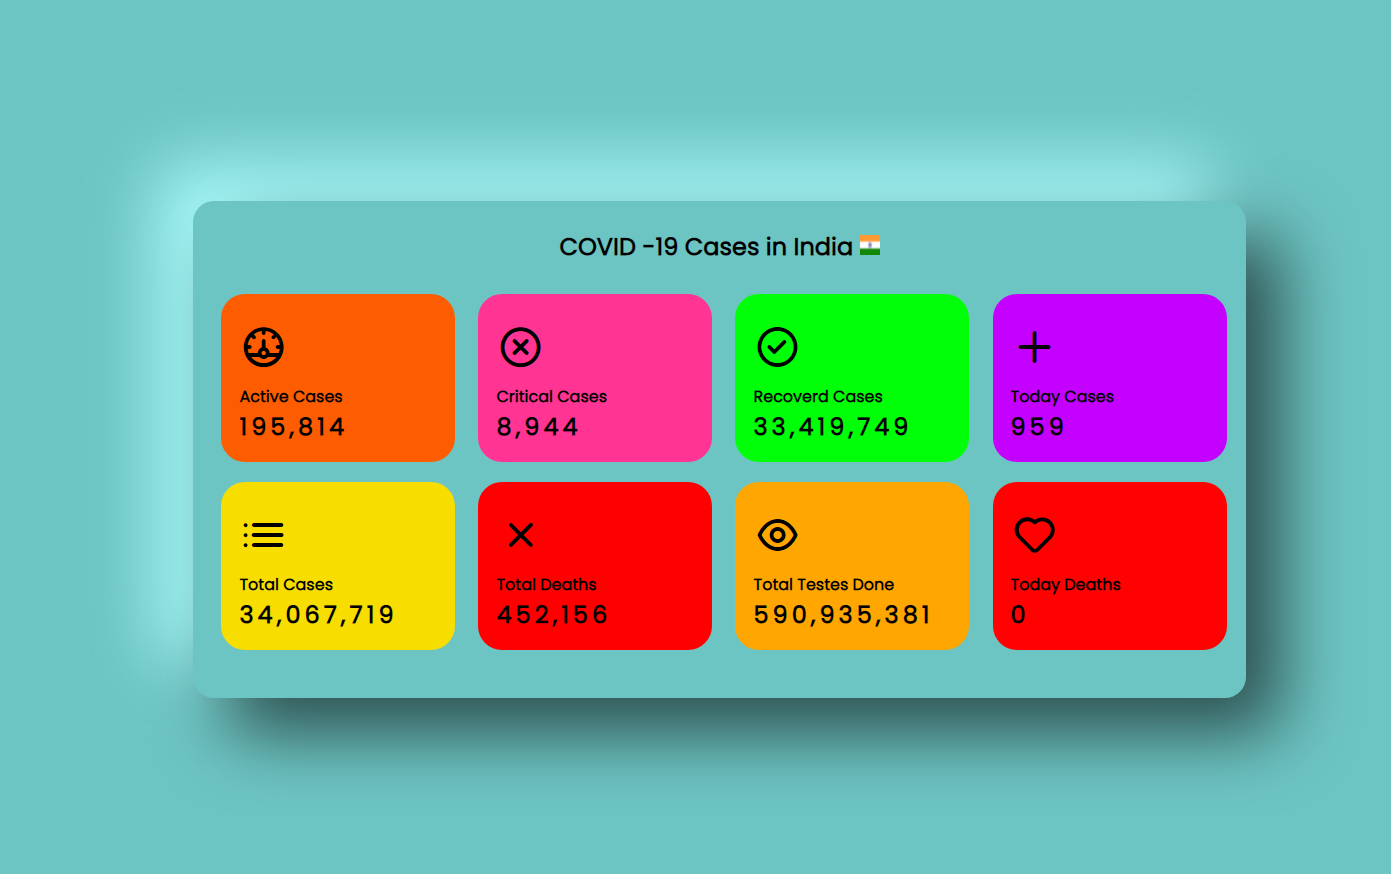 COVID -19 Cases in India 🇮🇳
Active Cases
195,814
Critical Cases
8,944
Recoverd Cases
33,419,749
Today Cases
959
Total Cases
34,067,719
Total Deaths
452,156
Total Testes Done
590,935,381
Today Deaths
0